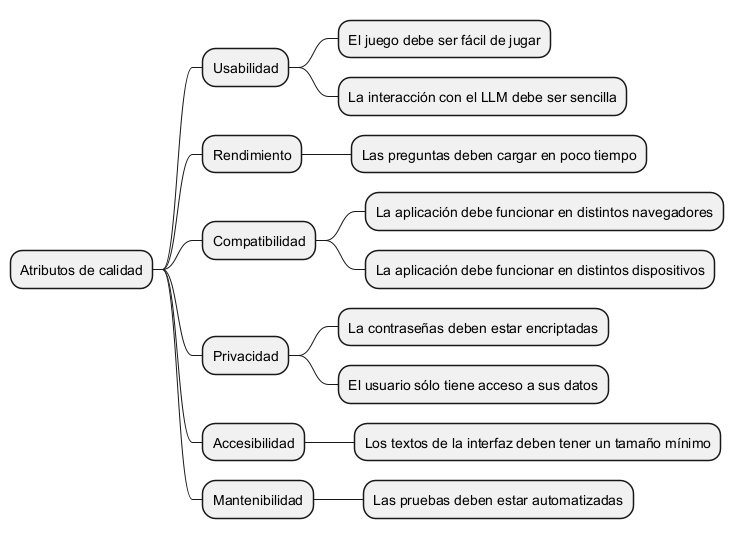 Atributos de calidad
Usabilidad
El juego debe ser fácil de jugar
La interacción con el LLM debe ser sencilla
Rendimiento
Las preguntas deben cargar en poco tiempo
Compatibilidad
La aplicación debe funcionar en distintos navegadores
La aplicación debe funcionar en distintos dispositivos
Privacidad
La contraseñas deben estar encriptadas
El usuario sólo tiene acceso a sus datos
Accesibilidad
Los textos de la interfaz deben tener un tamaño mínimo
Mantenibilidad
Las pruebas deben estar automatizadas